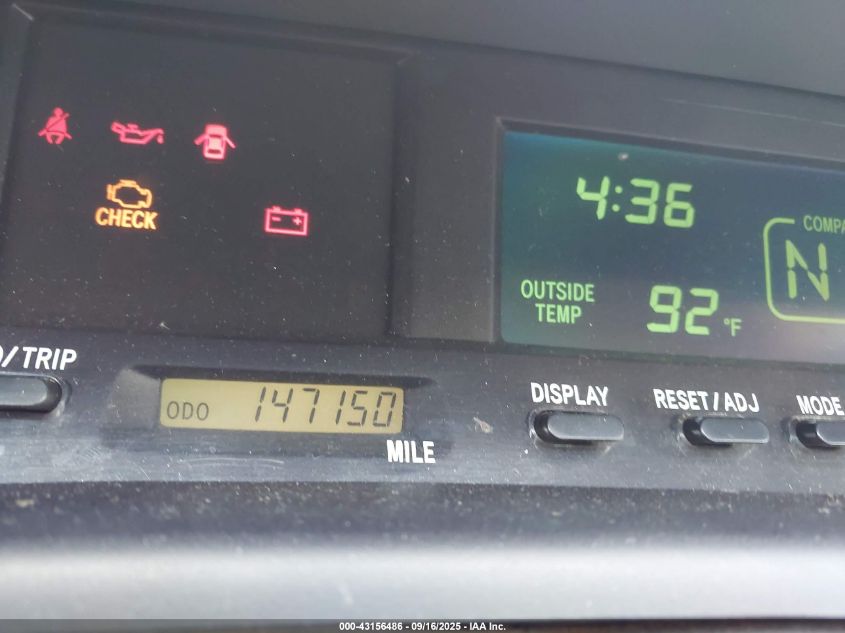 CHECK
4:36
COMPA
N
OUTSIDE
TEMP
92 °F
/TRIP
ODO 147150
MILE
DISPLAY
RESET/ADJ
MODE
000-43156486 - 09/16/2025 - IAA Inc.